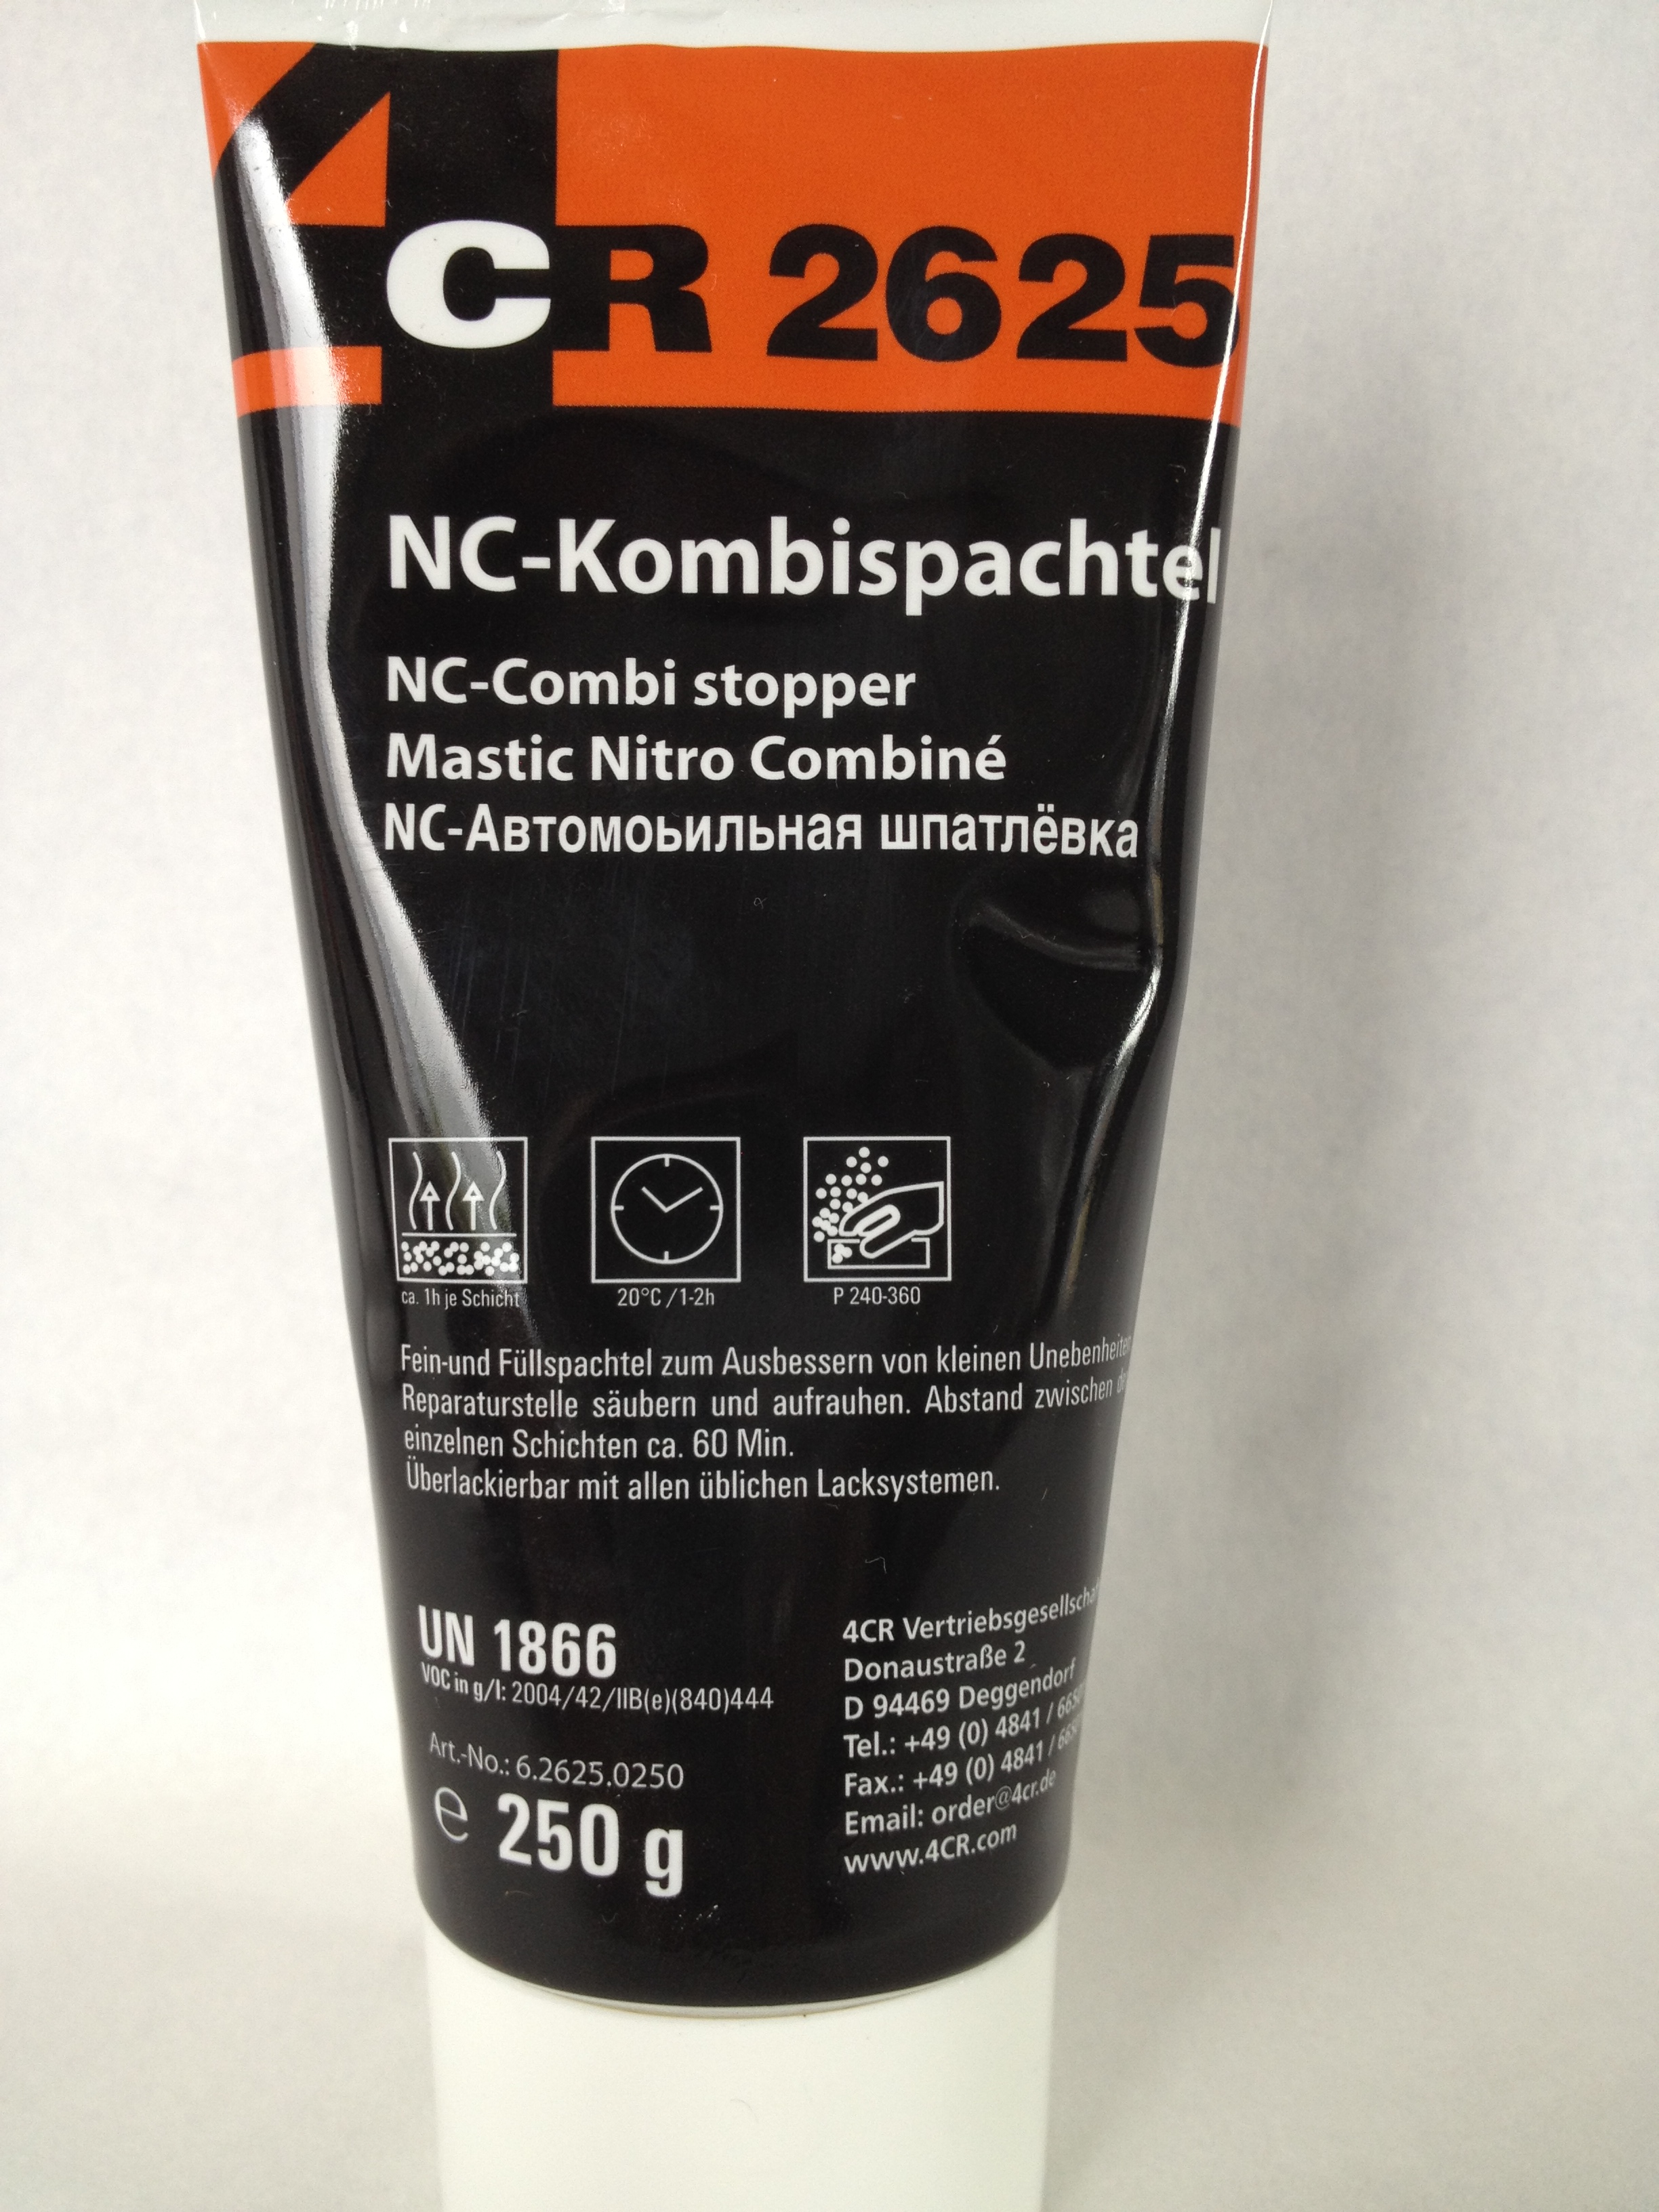 4CR 2625
NC-Kombispachtel
NC-Combi stopper
Mastic Nitro Combiné
NC-Автомоьильная шпатлёвка
ca. 1h je Schicht
20°C /1-2h
P 240-360
Fein-und Füllspachtel zum Ausbessern von kleinen
Reparaturstelle säubern und aufrauhen. Abstand zwischen
einzelnen Schichten ca. 60 Min.
Überlackierbar mit allen üblichen Lacksystemen.
UN 1866
VOC in g/l: 2004/42/IIB(e)(840)444
Art.-No.: 6.2625.0250
e 250 g
4CR
Donaustraße 2
D 94469 Deggendorf
Tel.: +49 (0) 4841 /
Fax.: +49 (0) 4841 /
Email: order@4cr.de
www.4CR.com